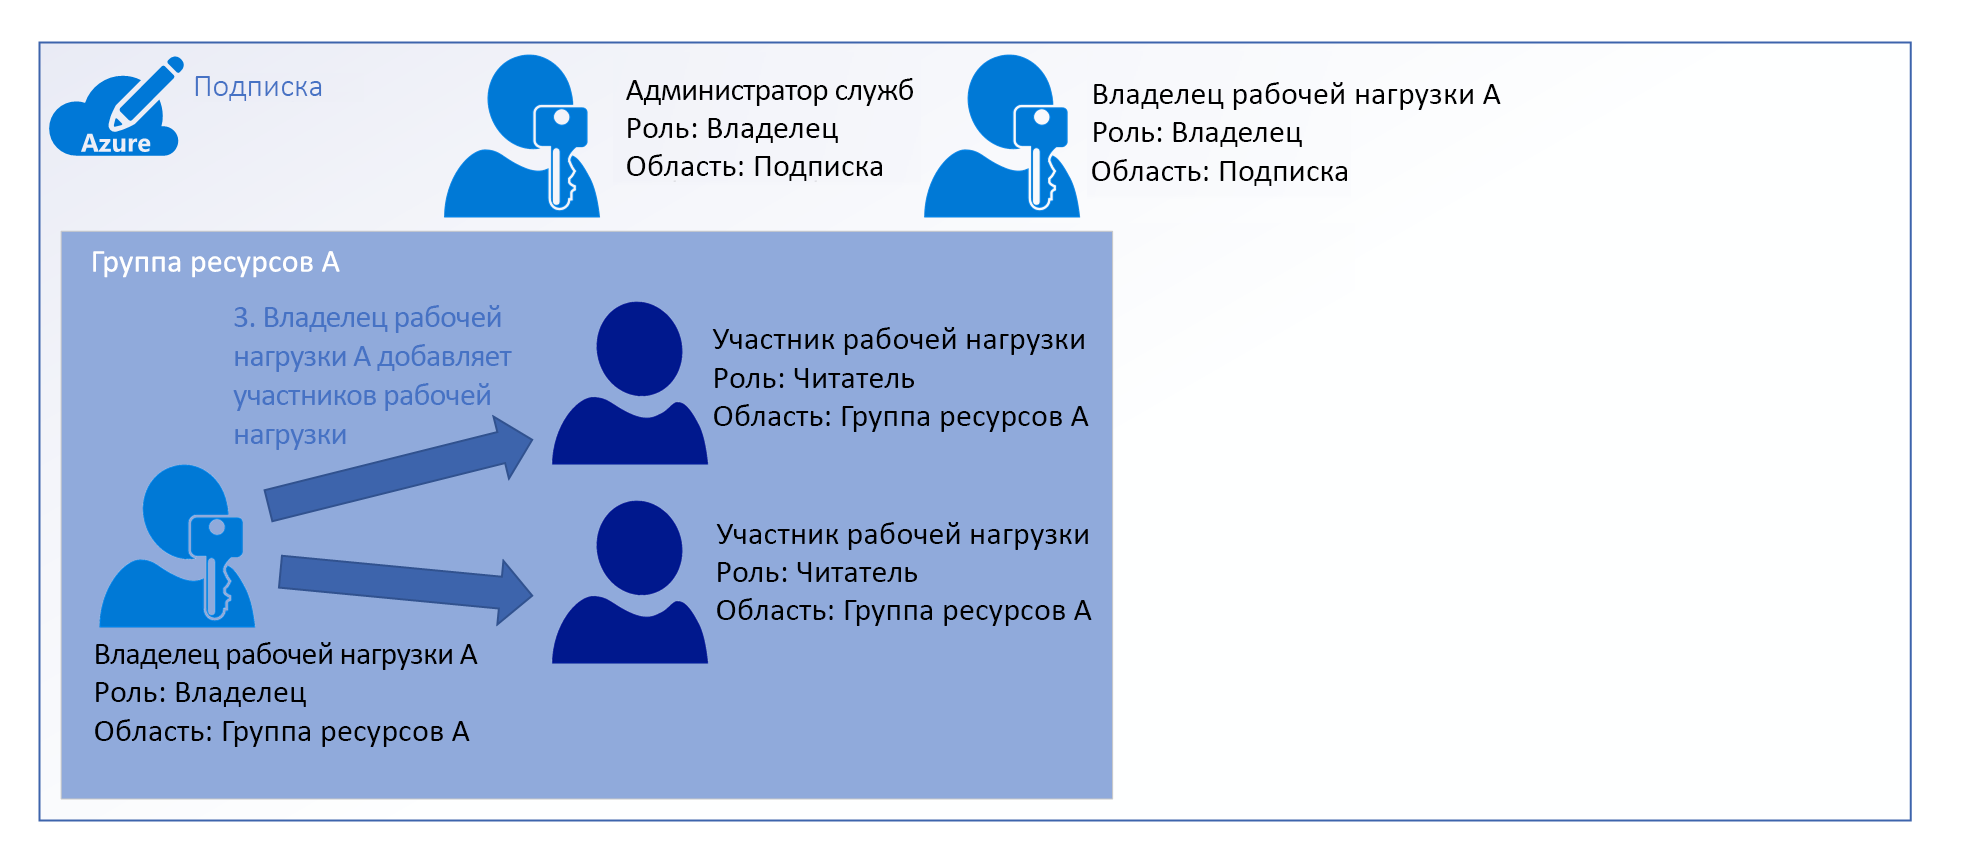 Azure
Подписка
Администратор служб
Роль: Владелец
Область: Подписка
Владелец рабочей нагрузки А
Роль: Владелец
Область: Подписка
Группа ресурсов А
3. Владелец рабочей
нагрузки А добавляет
участников рабочей
нагрузки
Участник рабочей нагрузки
Роль: Читатель
Область: Группа ресурсов А
Участник рабочей нагрузки
Роль: Читатель
Область: Группа ресурсов А
Владелец рабочей нагрузки А
Роль: Владелец
Область: Группа ресурсов А